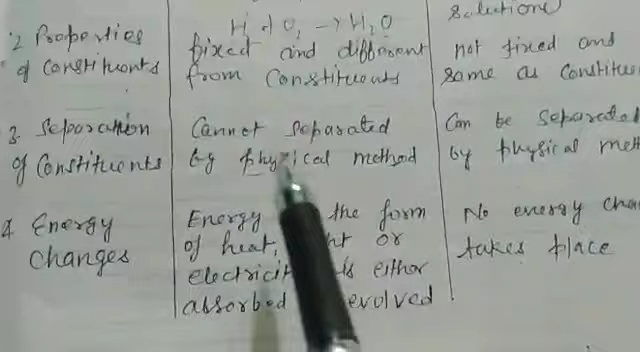 H₂ + O₂ → H₂O
solutions
2 Properties of Constituents
fixed and different from Constituents
not fixed and same as
3. Separation of Constituents
Cannot separated by physical method
Can be separated by physical
4 Energy Changes
Energy the form
of heat, or
electricit is either
absorbed evolved
No energy
takes place